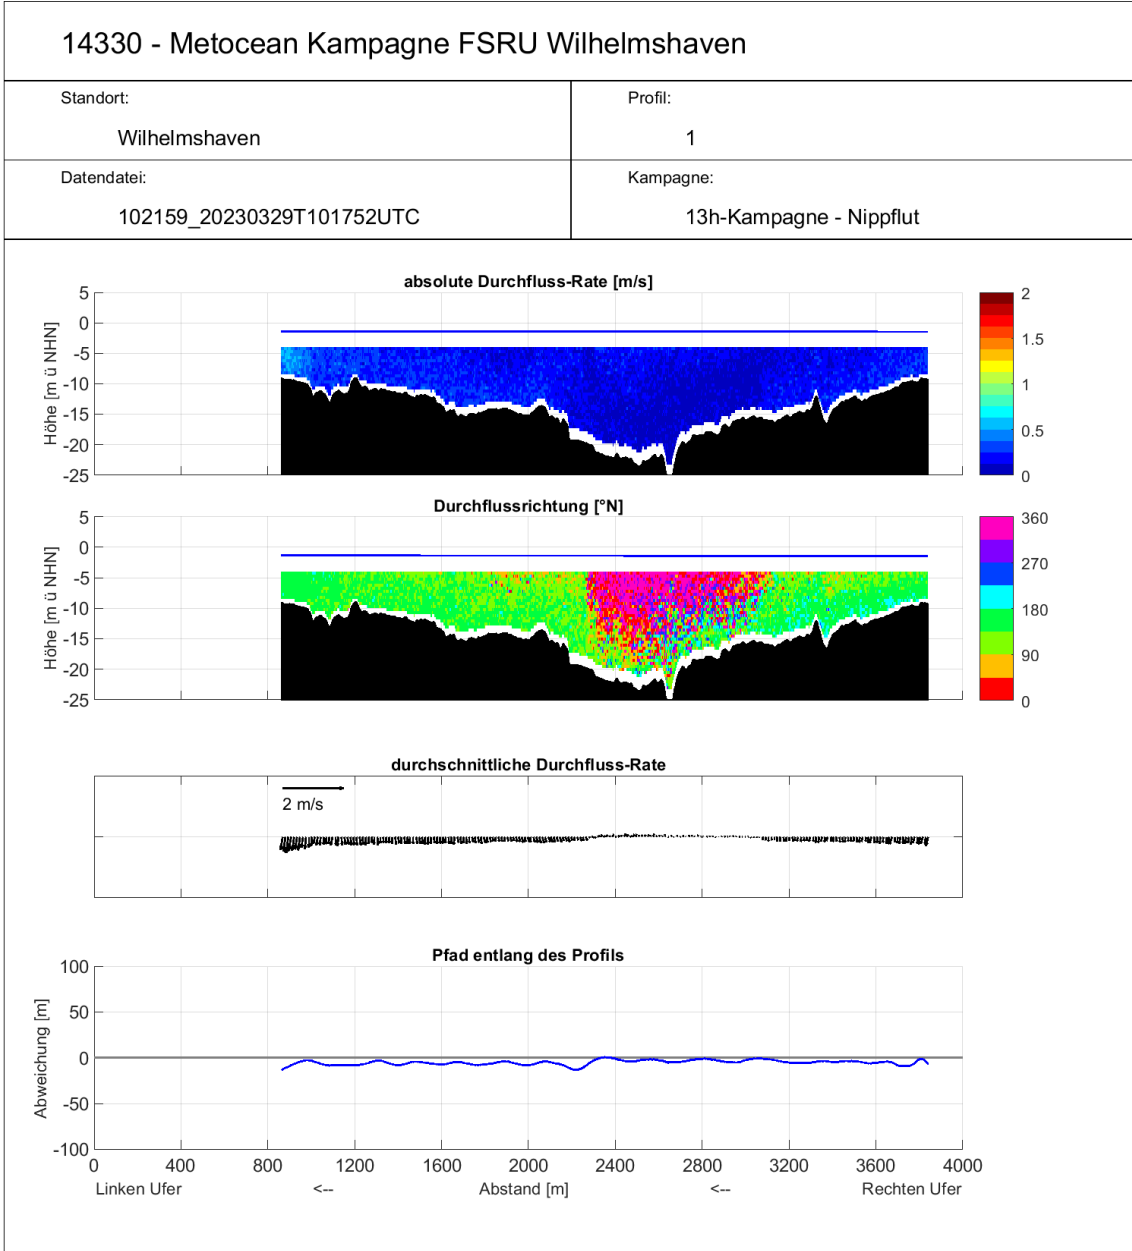 14330 - Metocean Kampagne FSRU Wilhelmshaven
Standort:
Profil:
Wilhelmshaven
1
Datendatei:
Kampagne:
102159_20230329T101752UTC
13h-Kampagne - Nippflut
absolute Durchfluss-Rate [m/s]
Höhe [m ü NHN]
5
0
-5
-10
-15
-20
-25
2
1.5
1
0.5
0
Durchflussrichtung [°N]
Höhe [m ü NHN]
5
0
-5
-10
-15
-20
-25
360
270
180
90
0
durchschnittliche Durchfluss-Rate
2 m/s
Pfad entlang des Profils
Abweichung [m]
100
50
0
-50
-100
0 400 800 1200 1600 2000 2400 2800 3200 3600 4000
Linken Ufer <-- Abstand [m] <-- Rechten Ufer